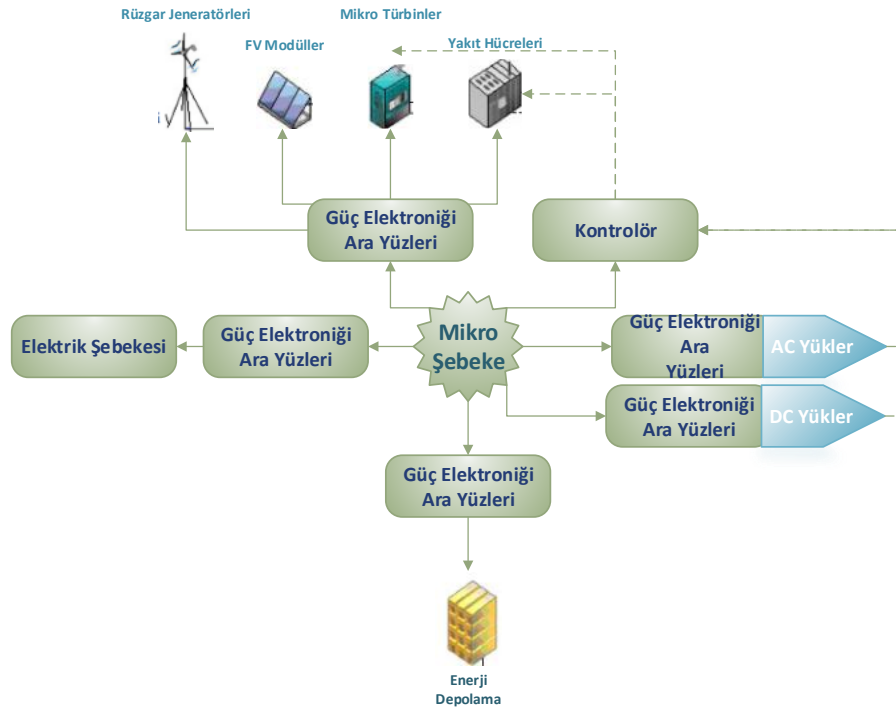 Rüzgar Jeneratörleri
Mikro Türbinler
FV Modüller
Yakıt Hücreleri
Güç Elektroniği
Ara Yüzleri
Kontrolör
Elektrik Şebekesi
Güç Elektroniği
Ara Yüzleri
Mikro
Şebeke
Güç Elektroniği
Ara
Yüzleri
AC Yükler
Güç Elektroniği
Ara Yüzleri
DC Yükler
Güç Elektroniği
Ara Yüzleri
Enerji
Depolama